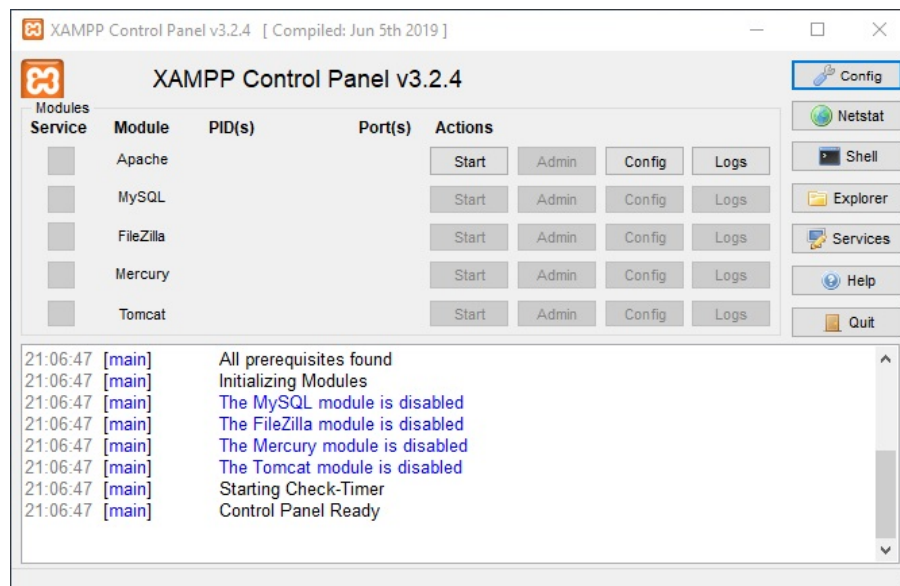 XAMPP Control Panel v3.2.4 [ Compiled: Jun 5th 2019 ]
XAMPP Control Panel v3.2.4
Config
Modules
Netstat
Service Module PID(s) Port(s) Actions
Apache Start Admin Config Logs
Shell
MySQL Start Admin Config Logs
Explorer
FileZilla Start Admin Config Logs
Services
Mercury Start Admin Config Logs
Help
Tomcat Start Admin Config Logs
Quit
21:06:47 [main] All prerequisites found
21:06:47 [main] Initializing Modules
21:06:47 [main] The MySQL module is disabled
21:06:47 [main] The FileZilla module is disabled
21:06:47 [main] The Mercury module is disabled
21:06:47 [main] The Tomcat module is disabled
21:06:47 [main] Starting Check-Timer
21:06:47 [main] Control Panel Ready